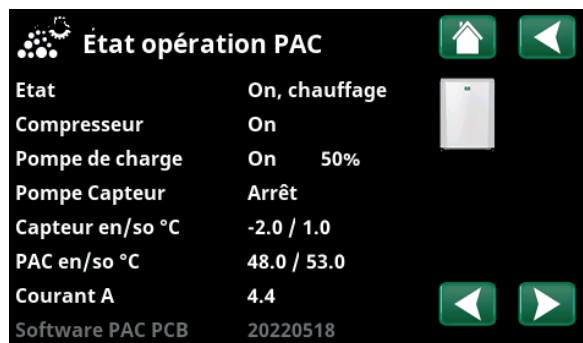 État opération PAC
Etat On, chauffage
Compresseur On
Pompe de charge On 50%
Pompe Capteur Arrêt
Capteur en/so °C -2.0 / 1.0
PAC en/so °C 48.0 / 53.0
Courant A 4.4
Software PAC PCB 20220518